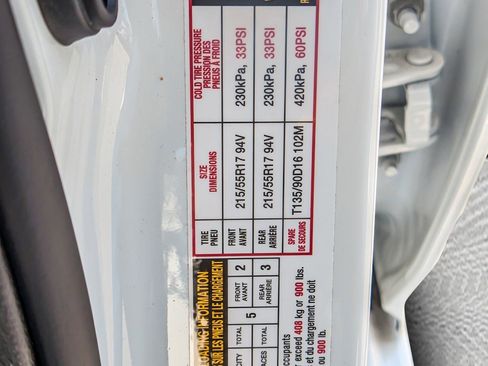 LOADING INFORMATION
SUR LES PNEUS ET LE CHARGEMENT
TOTAL 5 FRONT AVANT 2 REAR ARRIÈRE 3
TOTAL
occupants
exceed 408 kg or 900 lbs.
et du chargement ne doit
ou 900 lb.
TIRE PNEU SIZE DIMENSIONS COLD TIRE PRESSURE PRESSION DES PNEUS À FROID
FRONT AVANT 215/55R17 94V 230kPa, 33PSI
REAR ARRIÈRE 215/55R17 94V 230kPa, 33PSI
SPARE DE SECOURS T135/90D16 102M 420kPa, 60PSI